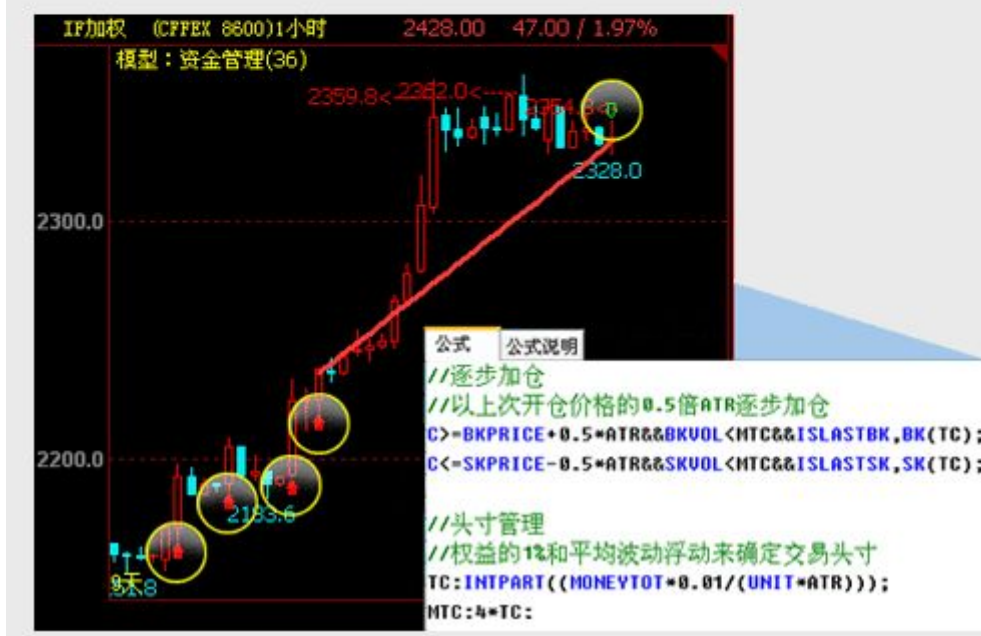 IF加权 (CFFEX 8600)1小时 2428.00 47.00 / 1.97%
模型：资金管理(36)
2359.8<
2362.0<
2328.0
2300.0
2200.0
2183.6
公式 公式说明
//逐步加仓
//以上次开仓价格的0.5倍ATR逐步加仓
C>=BKPRICE+0.5*ATR&&BKVOL<MTC&&ISLASTBK,BK(TC);
C<=SKPRICE-0.5*ATR&&SKVOL<MTC&&ISLASTSK,SK(TC);
//头寸管理
//权益的1%和平均波动浮动来确定交易头寸
TC:INTPART((MONEYTOT*0.01/(UNIT*ATR)));
MTC:4*TC: